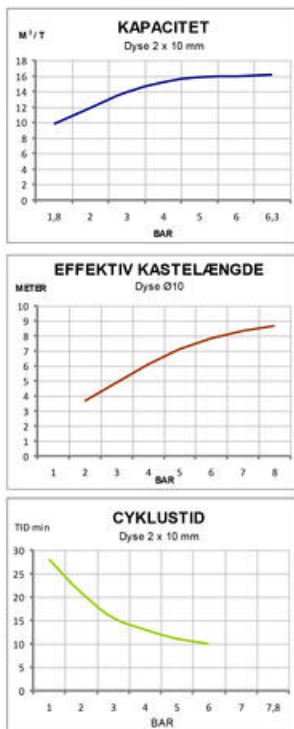 KAPACITET
M³/T
Dyse 2 x 10 mm
18
16
14
12
10
8
6
4
2
0
1,8 2 3 4 5 6 6,3
BAR
EFFEKTIV KASTELÆNGDE
METER
Dyse Ø10
10
9
8
7
6
5
4
3
2
1
0
1 2 3 4 5 6 7 8
BAR
CYKLUSTID
TID min
Dyse 2 x 10 mm
30
25
20
15
10
5
0
1 2 3 4 5 6 7 7,8
BAR